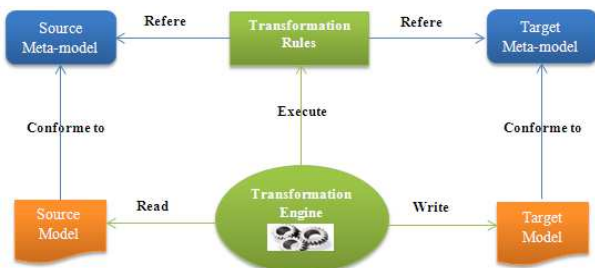 Source
Meta-model
Refere
Transformation
Rules
Refere
Target
Meta-model
Conforme to
Execute
Conforme to
Source
Model
Read
Transformation
Engine
Write
Target
Model